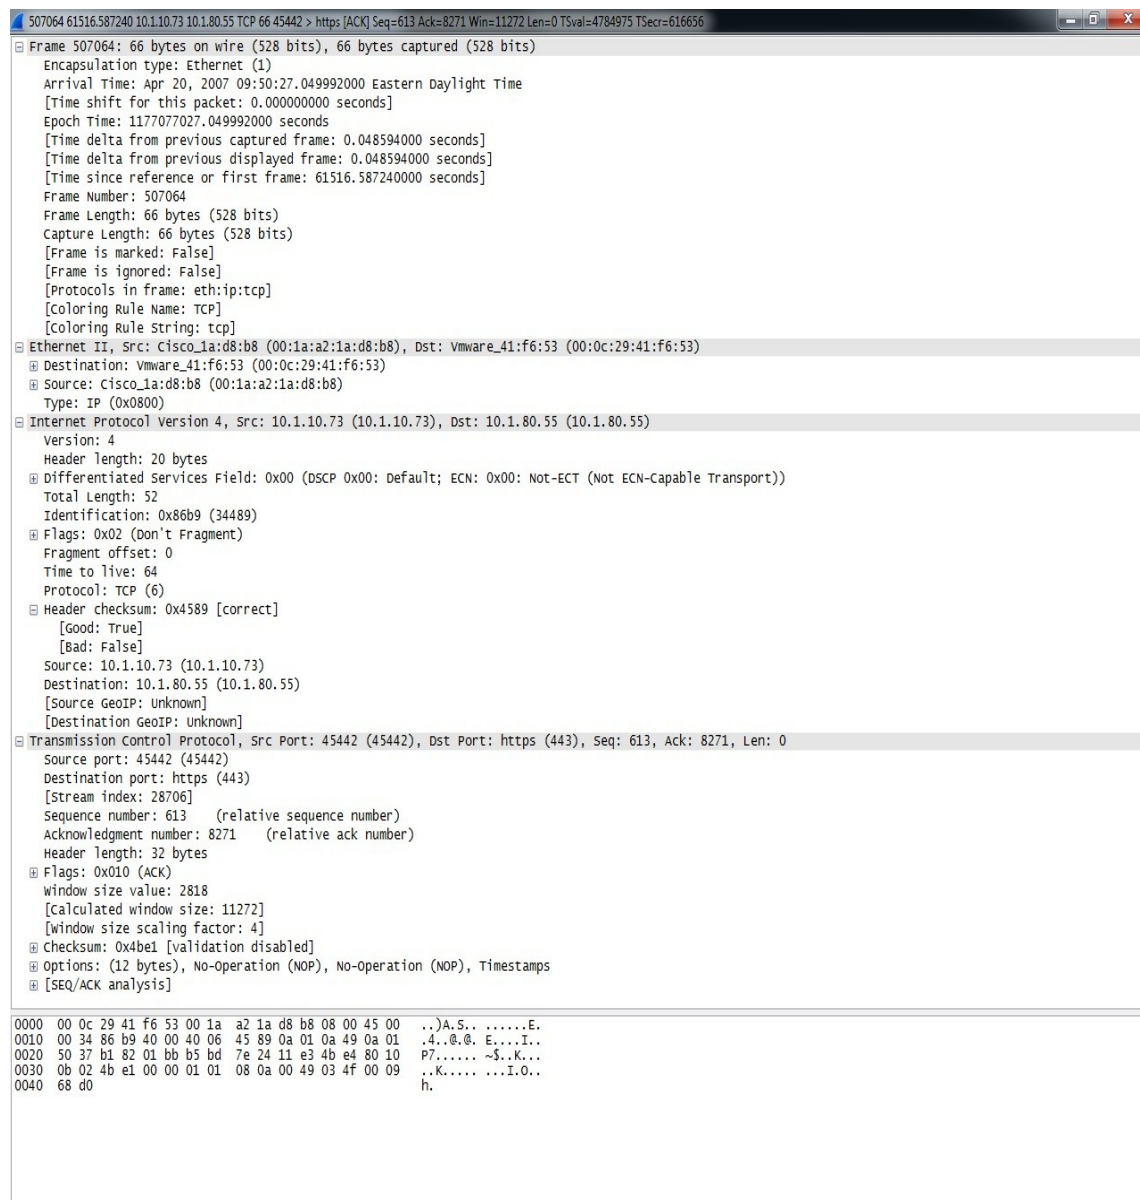 507064 61516.587240 10.1.10.73 10.1.80.55 TCP 66 45442 > https [ACK] Seq=613 Ack=8271 Win=11272 Len=0 TSval=4784975 TSecr=616656
Frame 507064: 66 bytes on wire (528 bits), 66 bytes captured (528 bits)
Encapsulation type: Ethernet (1)
Arrival Time: Apr 20, 2007 09:50:27.049992000 Eastern Daylight Time
[Time shift for this packet: 0.000000000 seconds]
Epoch Time: 1177077027.049992000 seconds
[Time delta from previous captured frame: 0.048594000 seconds]
[Time delta from previous displayed frame: 0.048594000 seconds]
[Time since reference or first frame: 61516.587240000 seconds]
Frame Number: 507064
Frame Length: 66 bytes (528 bits)
Capture Length: 66 bytes (528 bits)
[Frame is marked: False]
[Frame is ignored: False]
[Protocols in frame: eth:ip:tcp]
[Coloring Rule Name: TCP]
[Coloring Rule String: tcp]
Ethernet II, Src: Cisco_1a:d8:b8 (00:1a:a2:1a:d8:b8), Dst: Vmware_41:f6:53 (00:0c:29:41:f6:53)
Destination: Vmware_41:f6:53 (00:0c:29:41:f6:53)
Source: Cisco_1a:d8:b8 (00:1a:a2:1a:d8:b8)
Type: IP (0x0800)
Internet Protocol Version 4, Src: 10.1.10.73 (10.1.10.73), Dst: 10.1.80.55 (10.1.80.55)
Version: 4
Header length: 20 bytes
Differentiated Services Field: 0x00 (DSCP 0x00: Default; ECN: 0x00: Not-ECT (Not ECN-Capable Transport))
Total Length: 52
Identification: 0x86b9 (34489)
Flags: 0x02 (Don't Fragment)
Fragment offset: 0
Time to live: 64
Protocol: TCP (6)
Header checksum: 0x4589 [correct]
[Good: True]
[Bad: False]
Source: 10.1.10.73 (10.1.10.73)
Destination: 10.1.80.55 (10.1.80.55)
[Source GeoIP: Unknown]
[Destination GeoIP: Unknown]
Transmission Control Protocol, Src Port: 45442 (45442), Dst Port: https (443), Seq: 613, Ack: 8271, Len: 0
Source port: 45442 (45442)
Destination port: https (443)
[Stream index: 28706]
Sequence number: 613 (relative sequence number)
Acknowledgment number: 8271 (relative ack number)
Header length: 32 bytes
Flags: 0x010 (ACK)
Window size value: 2818
[Calculated window size: 11272]
[Window size scaling factor: 4]
Checksum: 0x4be1 [validation disabled]
Options: (12 bytes), No-Operation (NOP), No-Operation (NOP), Timestamps
[SEQ/ACK analysis]
0000 00 0c 29 41 f6 53 00 1a a2 1a d8 b8 08 00 45 00 ..)A.S.. ......E.
0010 00 34 86 b9 40 00 40 06 45 89 0a 01 0a 49 0a 01 .4..@.@. E....I..
0020 50 37 b1 82 01 bb b5 bd 7e 24 11 e3 4b e4 80 10 P7...... ~$..K...
0030 0b 02 4b e1 00 00 01 01 08 0a 00 49 03 4f 00 09 ..K..... ...I.O..
0040 68 d0 h.